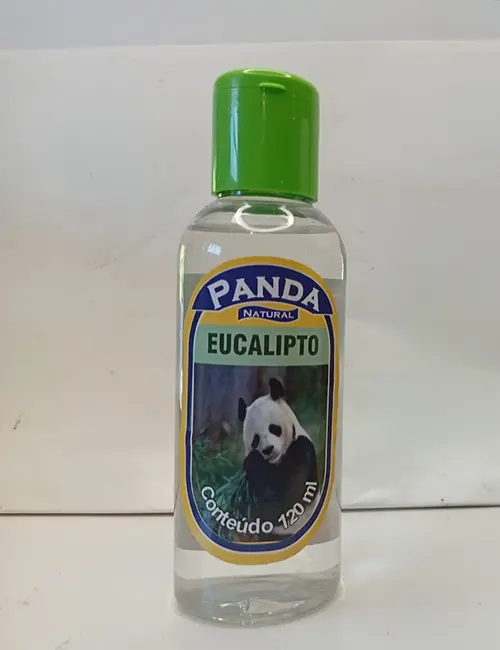 PANDA
NATURAL
EUCALIPTO
Conteúdo 120 ml